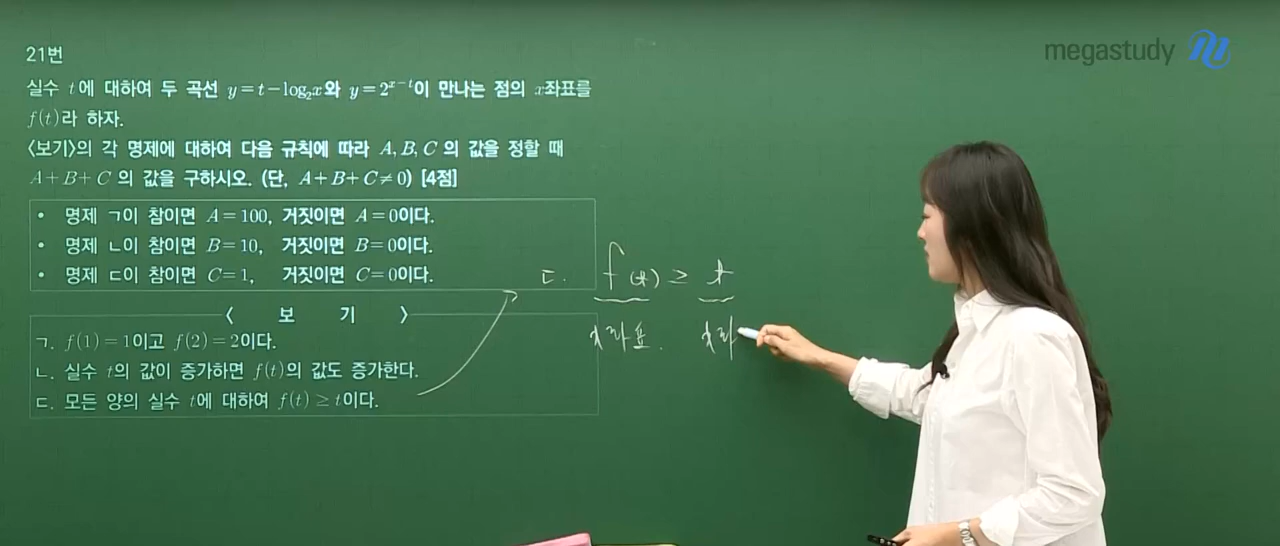 megastudy
21번
실수 t에 대하여 두 곡선 y=t-log₂x와 y=2^{x-t}이 만나는 점의 x좌표를
f(t)라 하자.
<보기>의 각 명제에 대하여 다음 규칙에 따라 A, B, C의 값을 정할 때
A+B+C의 값을 구하시오. (단, A+B+C≠0) [4점]
• 명제 ㄱ이 참이면 A=100, 거짓이면 A=0이다.
• 명제 ㄴ이 참이면 B=10, 거짓이면 B=0이다.
• 명제 ㄷ이 참이면 C=1, 거짓이면 C=0이다.
< 보 기 >
ㄱ. f(1)=1이고 f(2)=2이다.
ㄴ. 실수 t의 값이 증가하면 f(t)의 값도 증가한다.
ㄷ. 모든 양의 실수 t에 대하여 f(t)≥t이다.
ㄷ. f(t) ≥ t
x좌표. x좌